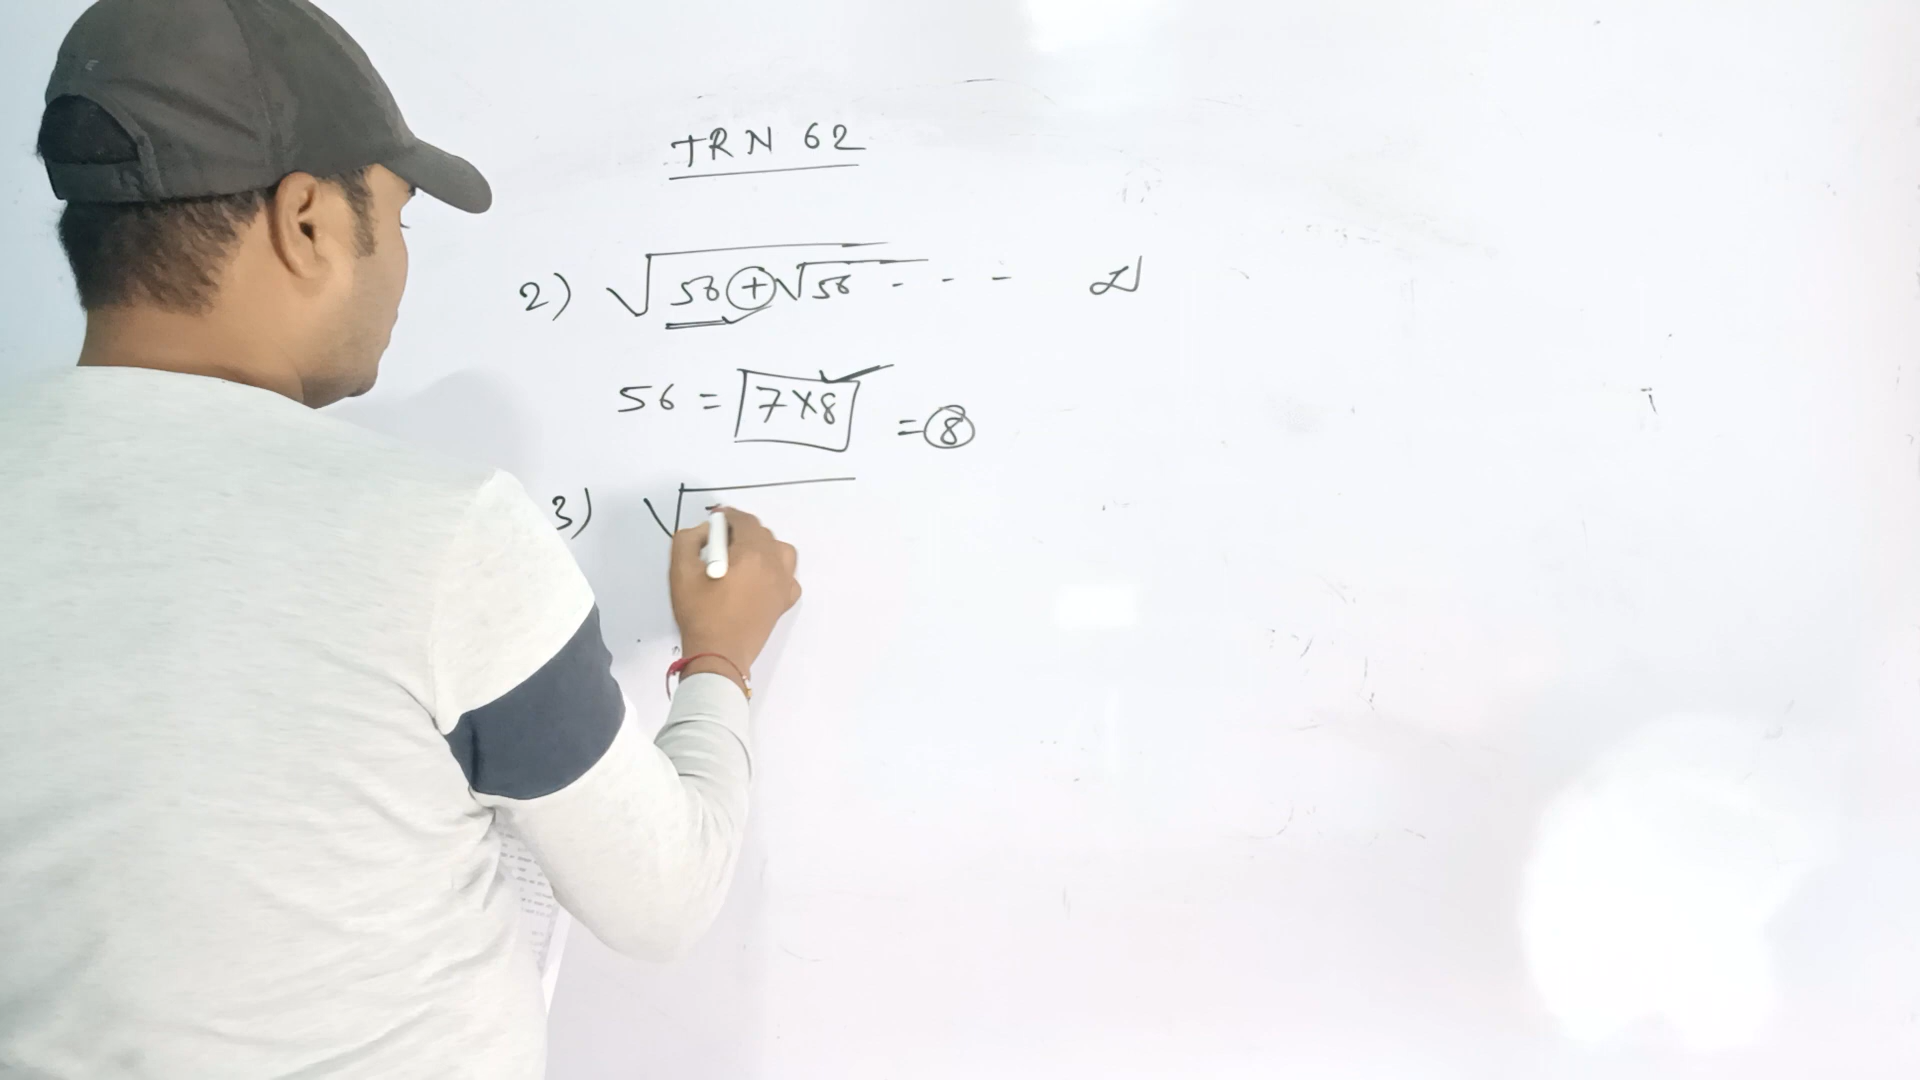 TRN 62
2) √56+√56 - - -
56 = 7×8 = 8
3) √